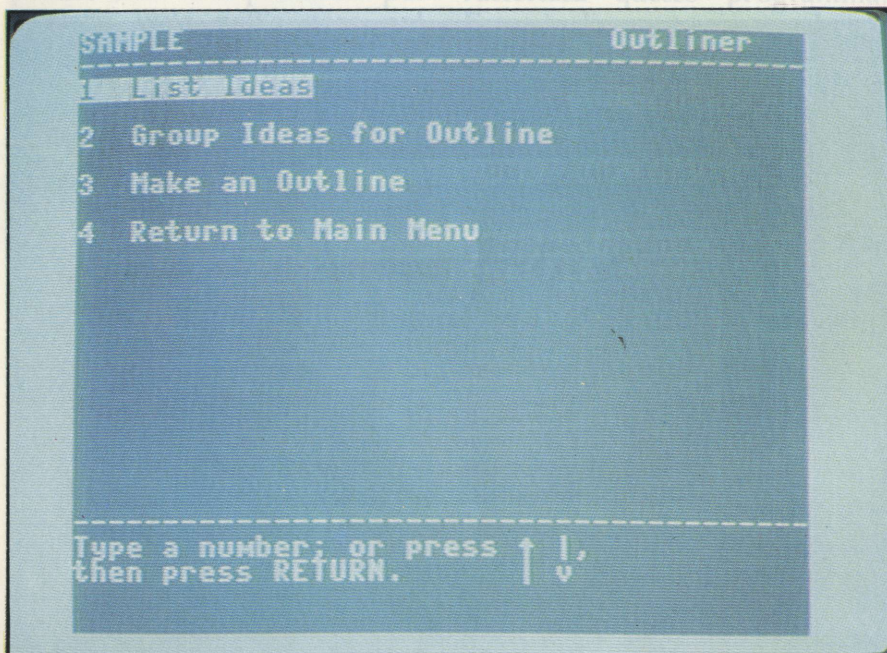 SAMPLE Outliner
1 List Ideas
2 Group Ideas for Outline
3 Make an Outline
4 Return to Main Menu
Type a number; or press ↑ |,
then press RETURN. | v